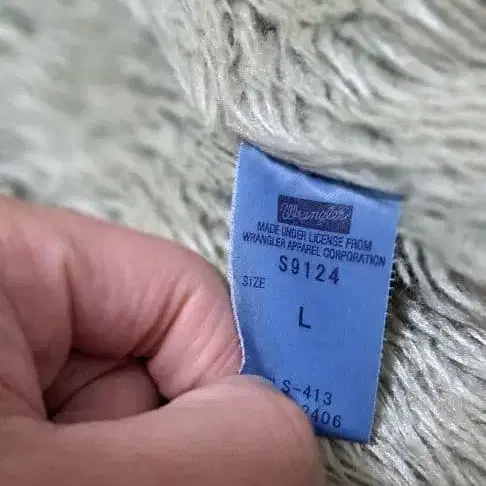 Wrangler
MADE UNDER LICENSE FROM
WRANGLER APPAREL CORPORATION
S9124
SIZE
L
S-413
2406